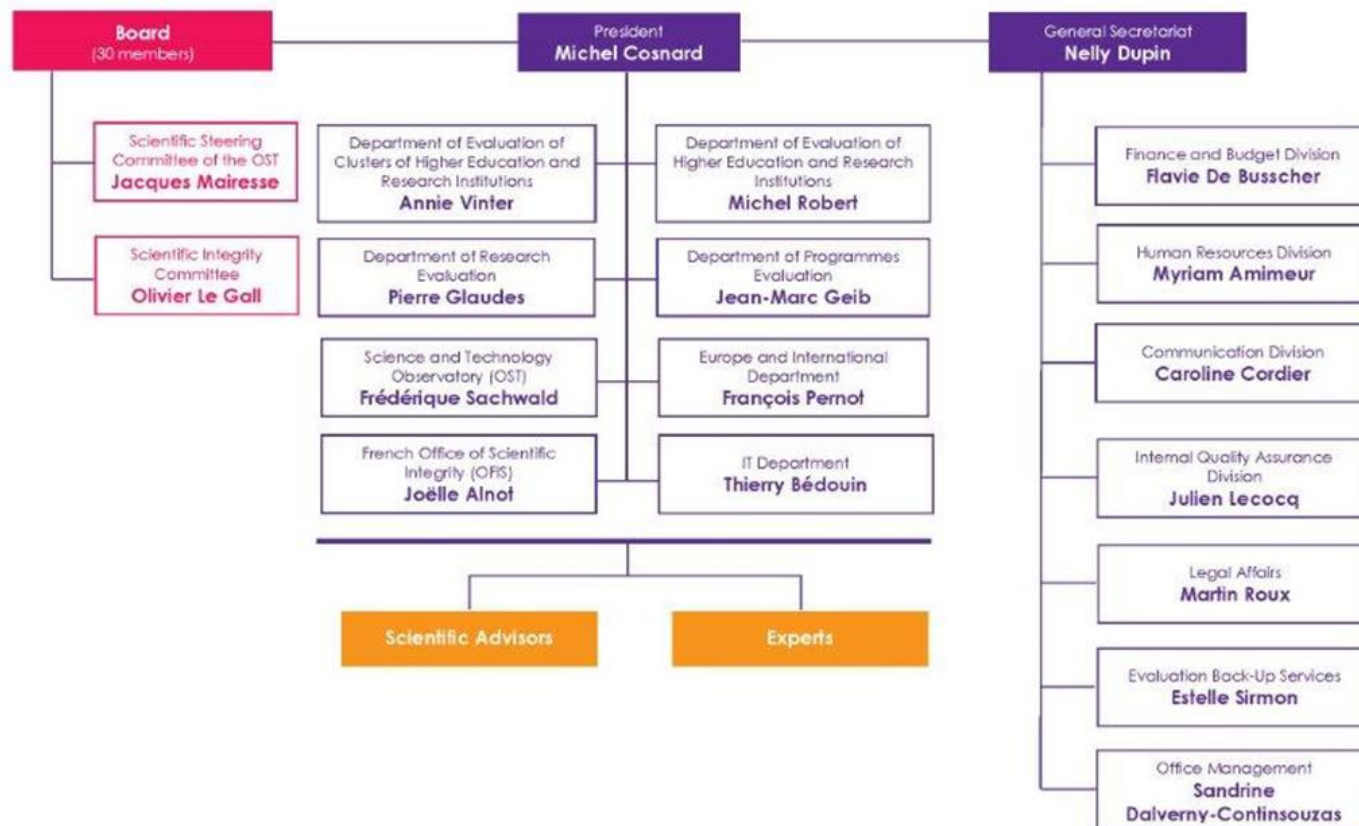 Board
(30 members)
President
Michel Cosnard
General Secretariat
Nelly Dupin
Scientific Steering
Committee of the OST
Jacques Mairesse
Scientific Integrity
Committee
Olivier Le Gall
Department of Evaluation of
Clusters of Higher Education and
Research Institutions
Annie Vinter
Department of Evaluation of
Higher Education and Research
Institutions
Michel Robert
Department of Research
Evaluation
Pierre Glaudes
Department of Programmes
Evaluation
Jean-Marc Geib
Science and Technology
Observatory (OST)
Frédérique Sachwald
Europe and International
Department
François Pernot
French Office of Scientific
Integrity (OFIS)
Joëlle Alnot
IT Department
Thierry Bédouin
Scientific Advisors
Experts
Finance and Budget Division
Flavie De Busscher
Human Resources Division
Myriam Amimeur
Communication Division
Caroline Cordier
Internal Quality Assurance
Division
Julien Lecocq
Legal Affairs
Martin Roux
Evaluation Back-Up Services
Estelle Sirmon
Office Management
Sandrine
Dalverny-Continsouzas